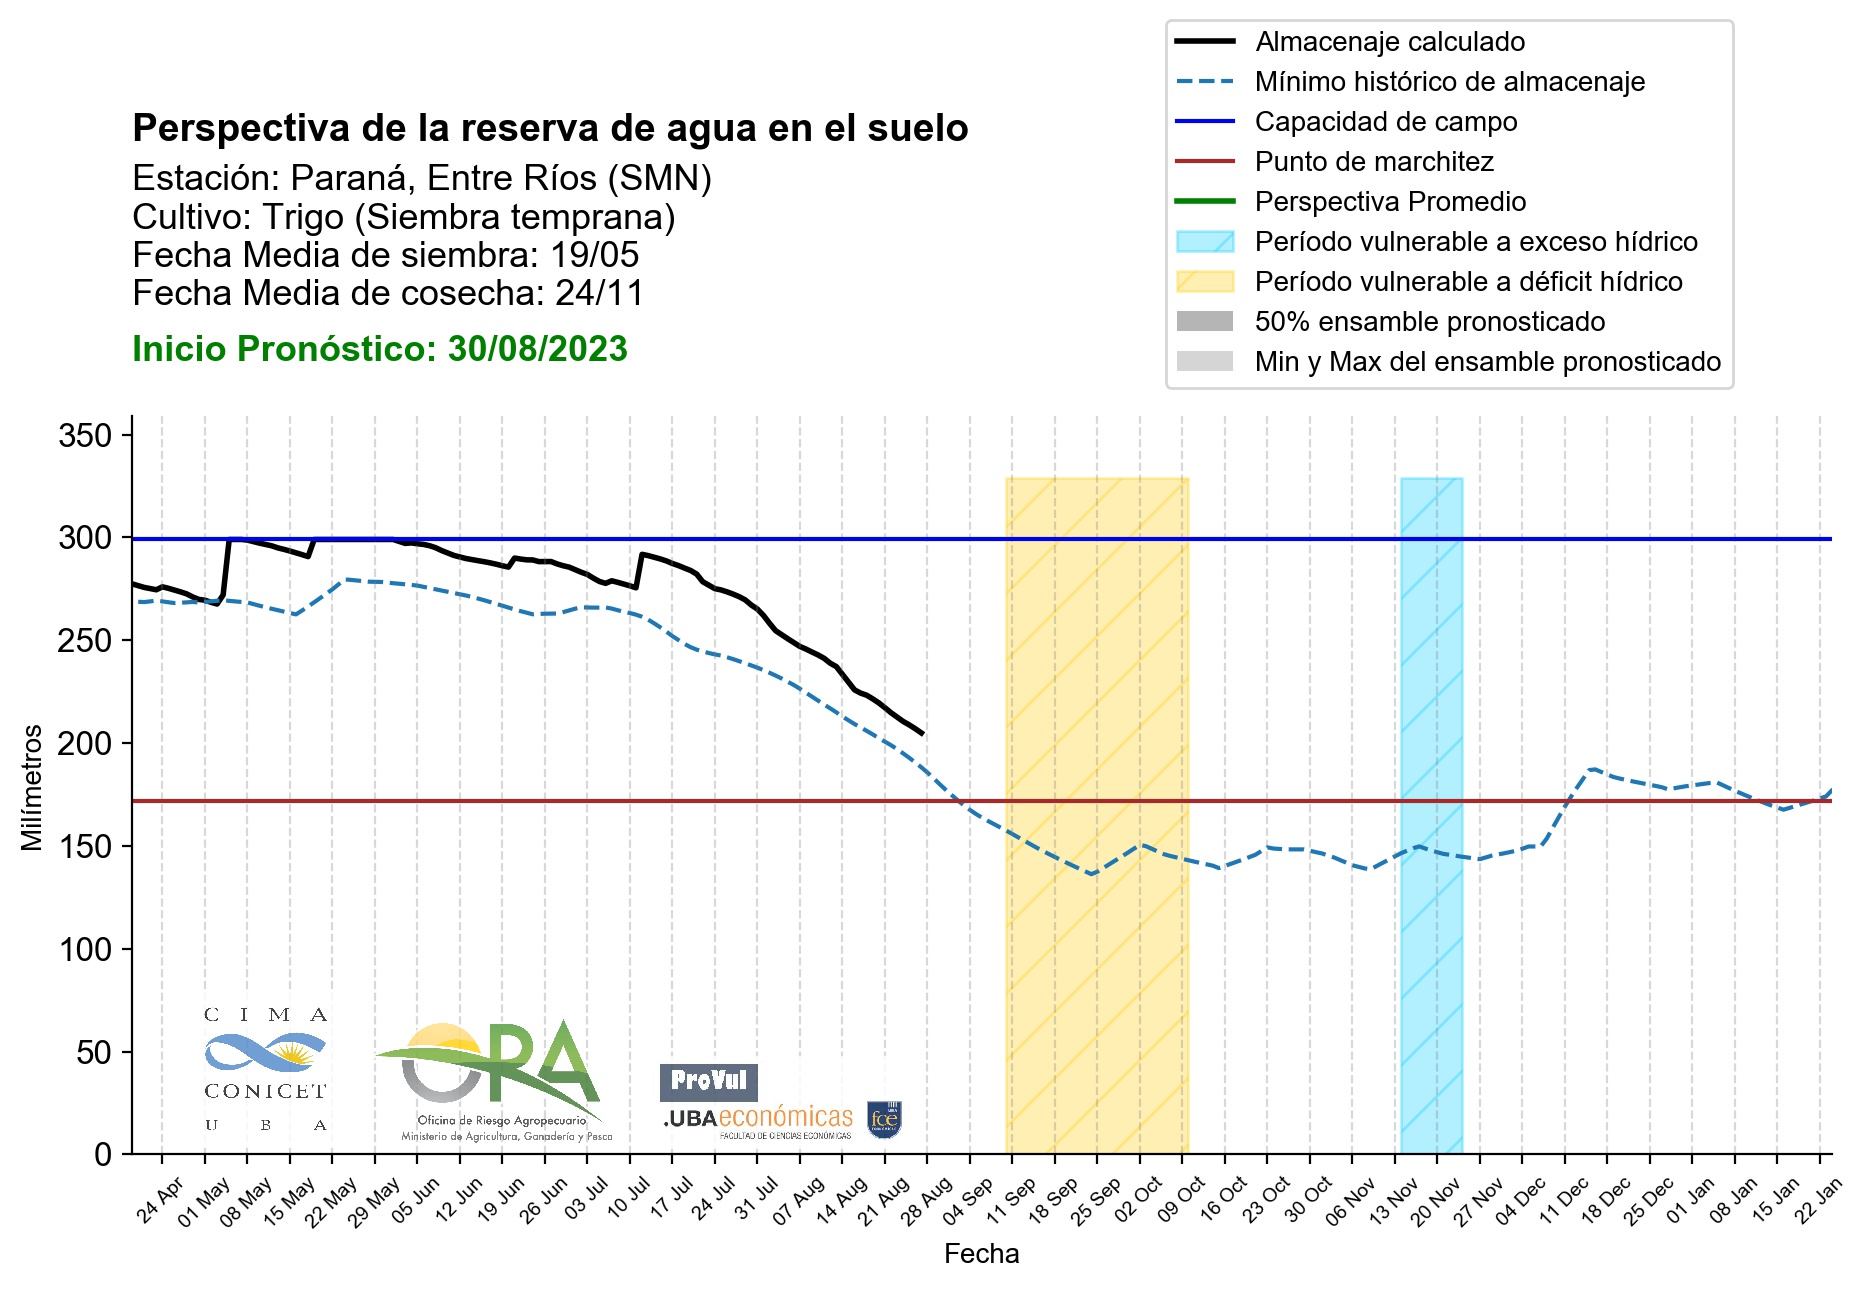 Almacenaje calculado
Mínimo histórico de almacenaje
Capacidad de campo
Punto de marchitez
Perspectiva Promedio
Período vulnerable a exceso hídrico
Período vulnerable a déficit hídrico
50% ensamble pronosticado
Min y Max del ensamble pronosticado
Perspectiva de la reserva de agua en el suelo
Estación: Paraná, Entre Ríos (SMN)
Cultivo: Trigo (Siembra temprana)
Fecha Media de siembra: 19/05
Fecha Media de cosecha: 24/11
Inicio Pronóstico: 30/08/2023
Milímetros
350
300
250
200
150
100
50
0
CIMA
CONICET
UBA
OPA
Oficina de Riesgo Agropecuario
Ministerio de Agricultura, Ganadería y Pesca
ProVul
.UBAeconómicas
FACULTAD DE CIENCIAS ECONÓMICAS
fce
24 Apr
01 May
08 May
15 May
22 May
29 May
05 Jun
12 Jun
19 Jun
26 Jun
03 Jul
10 Jul
17 Jul
24 Jul
31 Jul
07 Aug
14 Aug
21 Aug
28 Aug
04 Sep
11 Sep
18 Sep
25 Sep
02 Oct
09 Oct
16 Oct
23 Oct
30 Oct
06 Nov
13 Nov
20 Nov
27 Nov
04 Dec
11 Dec
18 Dec
25 Dec
01 Jan
08 Jan
15 Jan
22 Jan
Fecha